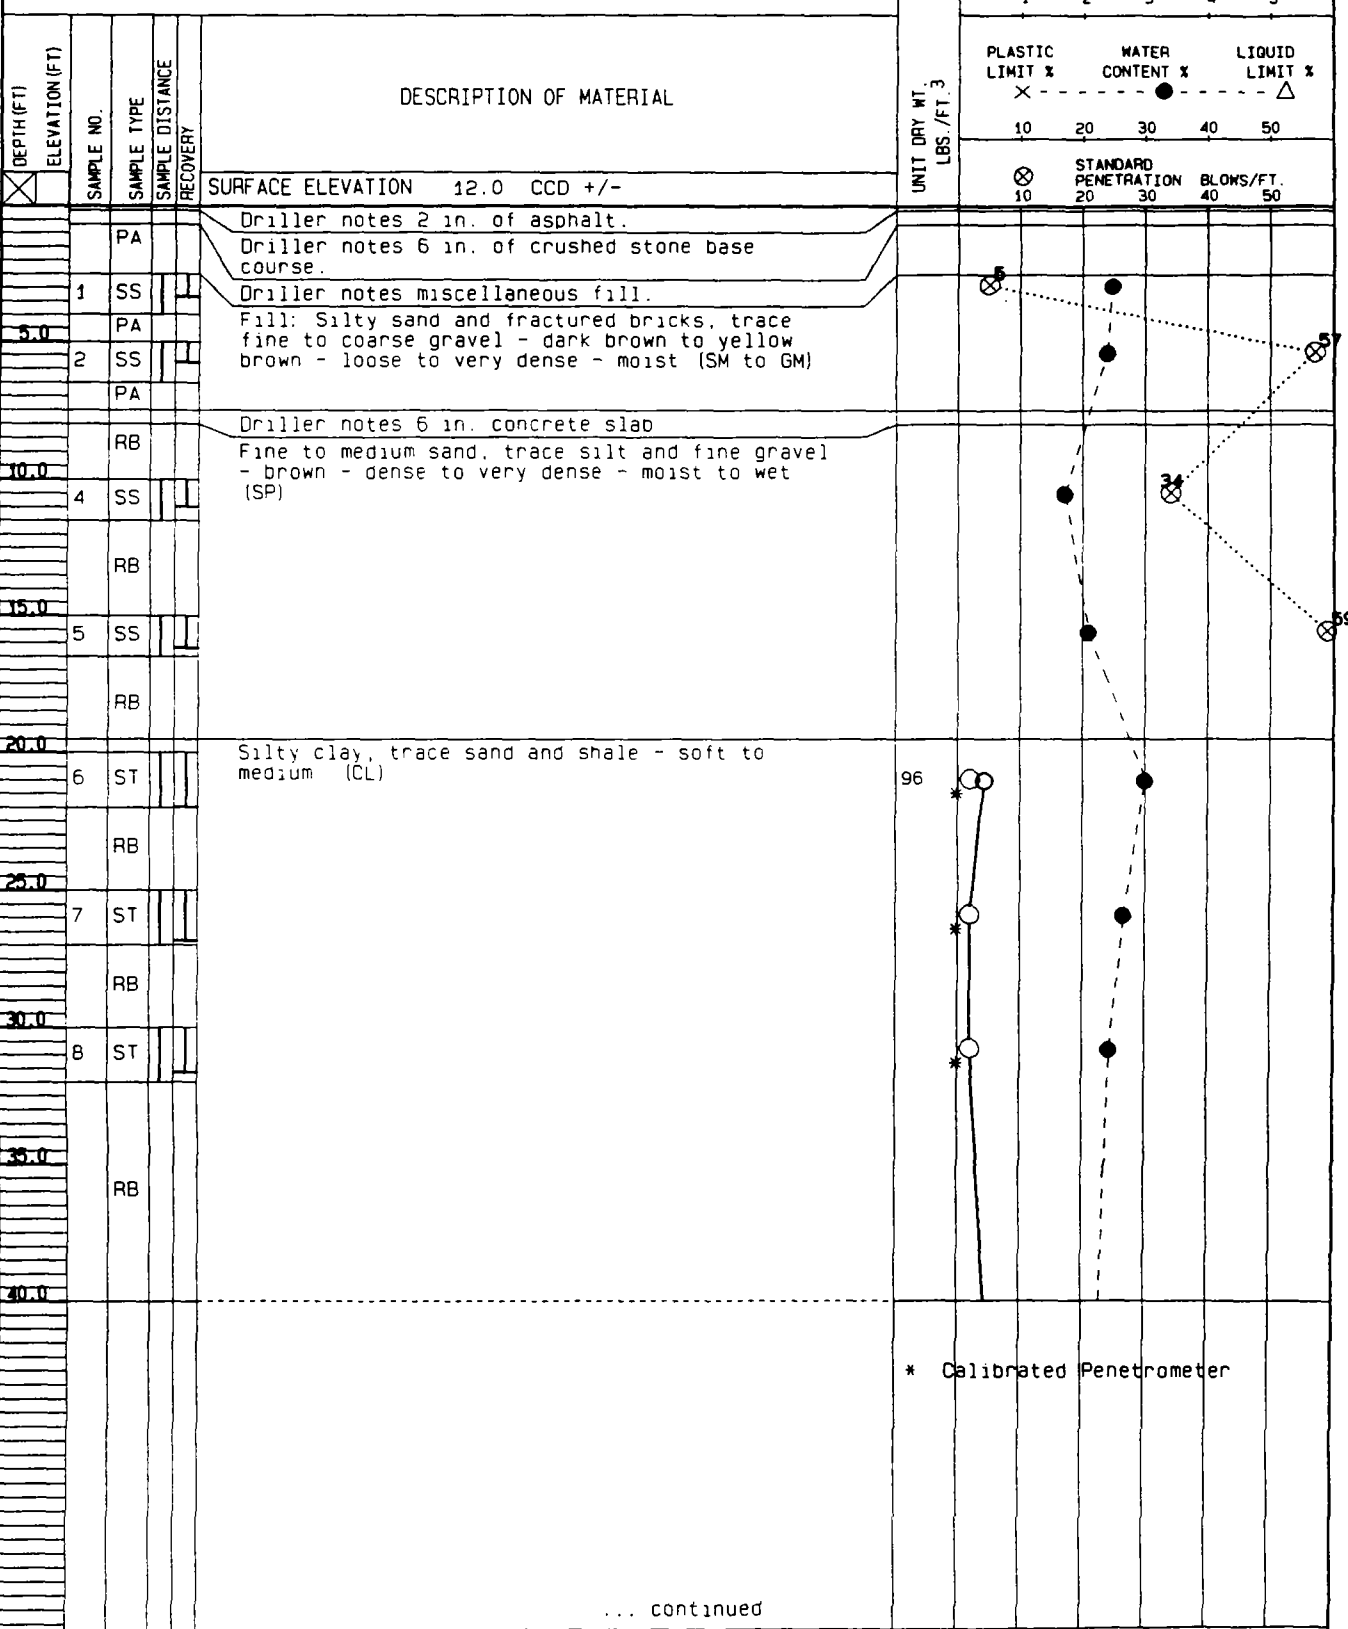 1 2 3 4 5
DEPTH (FT)
ELEVATION (FT)
SAMPLE NO.
SAMPLE TYPE
SAMPLE DISTANCE
RECOVERY
DESCRIPTION OF MATERIAL
SURFACE ELEVATION 12.0 CCD +/-
UNIT DRY WT.
LBS./FT.3
PLASTIC WATER LIQUID
LIMIT % CONTENT % LIMIT %
10 20 30 40 50
STANDARD
PENETRATION BLOWS/FT.
10 20 30 40 50
Driller notes 2 in. of asphalt.
PA
Driller notes 6 in. of crushed stone base
course.
1 SS
Driller notes miscellaneous fill.
5
5.0
PA
Fill: Silty sand and fractured bricks, trace
fine to coarse gravel - dark brown to yellow
brown - loose to very dense - moist (SM to GM)
2 SS
57
PA
Driller notes 6 in. concrete slab
RB
Fine to medium sand, trace silt and fine gravel
- brown - dense to very dense - moist to wet
(SP)
10.0
4 SS
34
RB
15.0
5 SS
59
RB
20.0
Silty clay, trace sand and shale - soft to
medium (CL)
6 ST
96
*
RB
25.0
7 ST
*
RB
30.0
8 ST
*
35.0
RB
40.0
* Calibrated Penetrometer
... continued